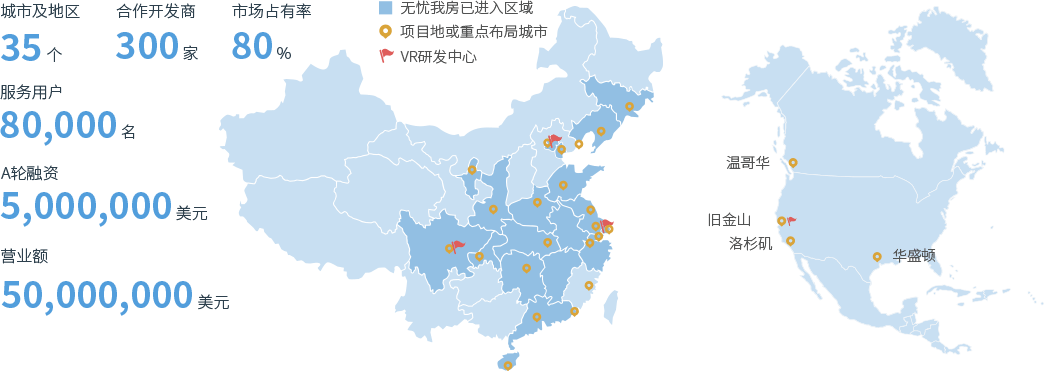 城市及地区
合作开发商
市场占有率
35 个
300 家
80 %
服务用户
80,000 名
A轮融资
5,000,000 美元
营业额
50,000,000 美元
无忧我房已进入区域
项目地或重点布局城市
VR研发中心
温哥华
旧金山
洛杉矶
华盛顿